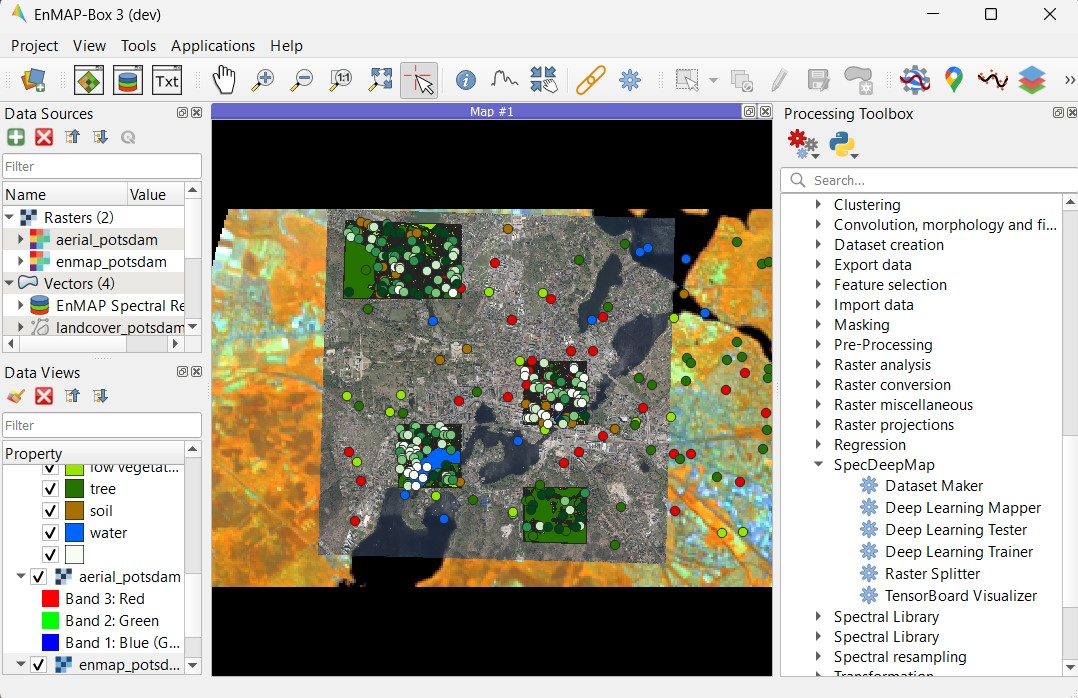 EnMAP-Box 3 (dev)
Project View Tools Applications Help
Txt
1:1
Data Sources
Filter
Name Value
Rasters (2)
aerial_potsdam
enmap_potsdam
Vectors (4)
EnMAP Spectral Re
landcover_potsdam
Data Views
Filter
Property
low vegetat...
tree
soil
water
aerial_potsdam
Band 3: Red
Band 2: Green
Band 1: Blue (G...
enmap_potsd...
Map #1
Processing Toolbox
Search...
Clustering
Convolution, morphology and fi...
Dataset creation
Export data
Feature selection
Import data
Masking
Pre-Processing
Raster analysis
Raster conversion
Raster miscellaneous
Raster projections
Regression
SpecDeepMap
Dataset Maker
Deep Learning Mapper
Deep Learning Tester
Deep Learning Trainer
Raster Splitter
TensorBoard Visualizer
Spectral Library
Spectral Library
Spectral resampling
Transformation